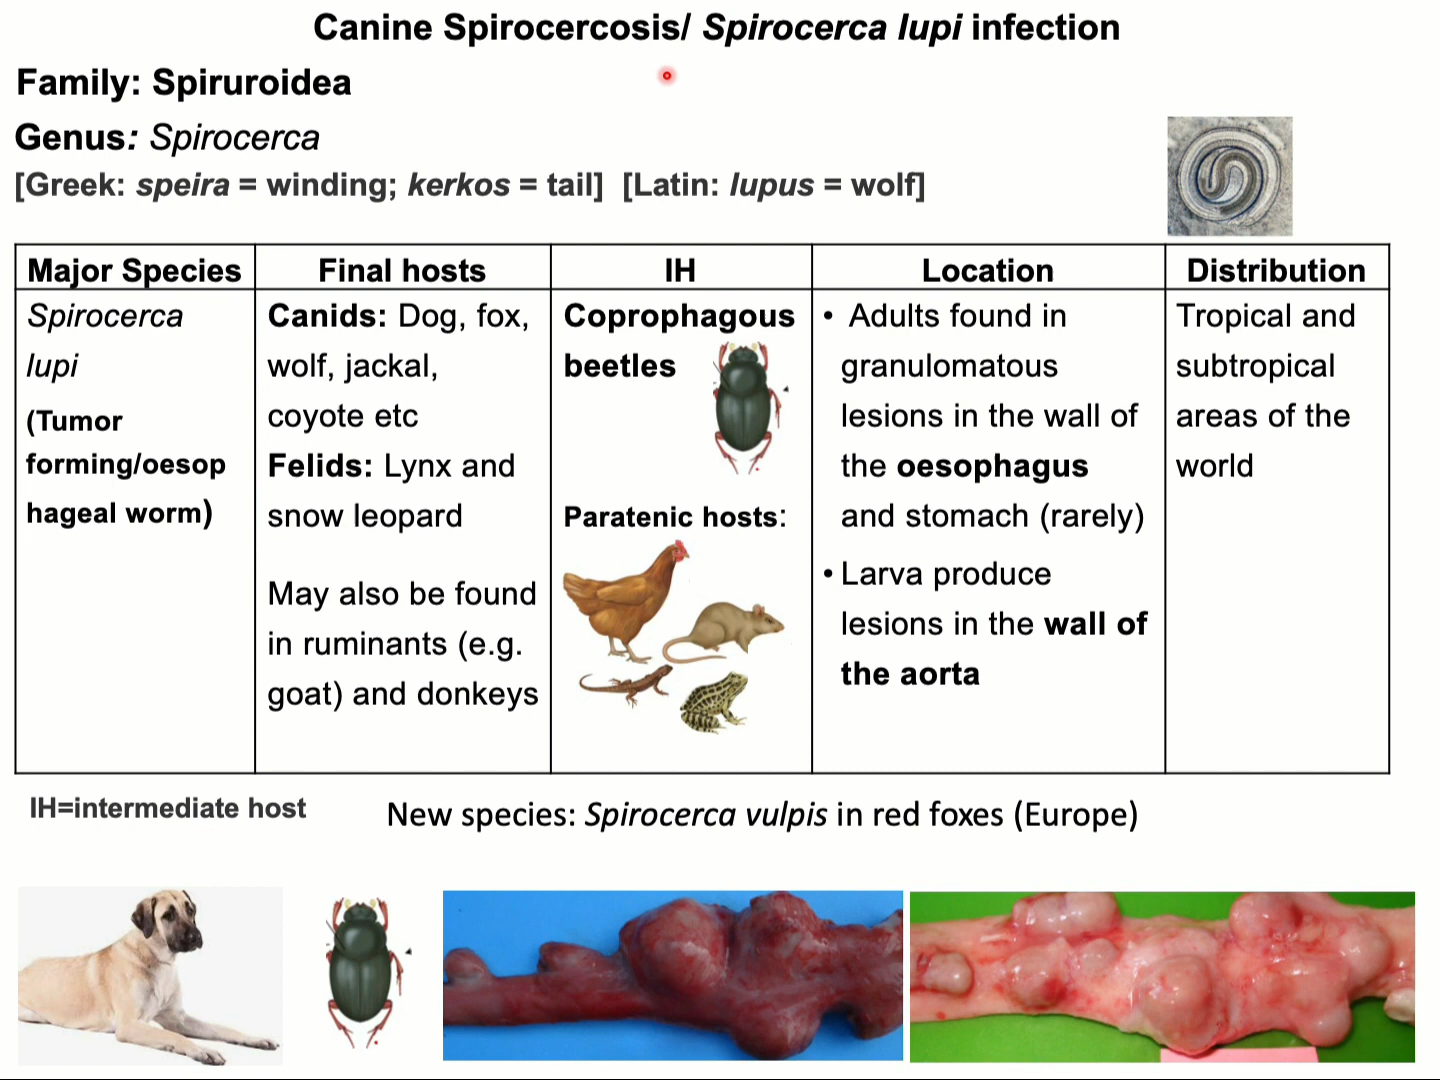 Canine Spirocercosis/ Spirocerca lupi infection
Family: Spiruroidea
Genus: Spirocerca
[Greek: speira = winding; kerkos = tail] [Latin: lupus = wolf]
Major Species
Final hosts
IH
Location
Distribution
Spirocerca
lupi
(Tumor
forming/oesop
hageal worm)
Canids: Dog, fox,
wolf, jackal,
coyote etc
Felids: Lynx and
snow leopard
May also be found
in ruminants (e.g.
goat) and donkeys
Coprophagous
beetles
Paratenic hosts:
• Adults found in
granulomatous
lesions in the wall of
the oesophagus
and stomach (rarely)
• Larva produce
lesions in the wall of
the aorta
Tropical and
subtropical
areas of the
world
IH=intermediate host
New species: Spirocerca vulpis in red foxes (Europe)